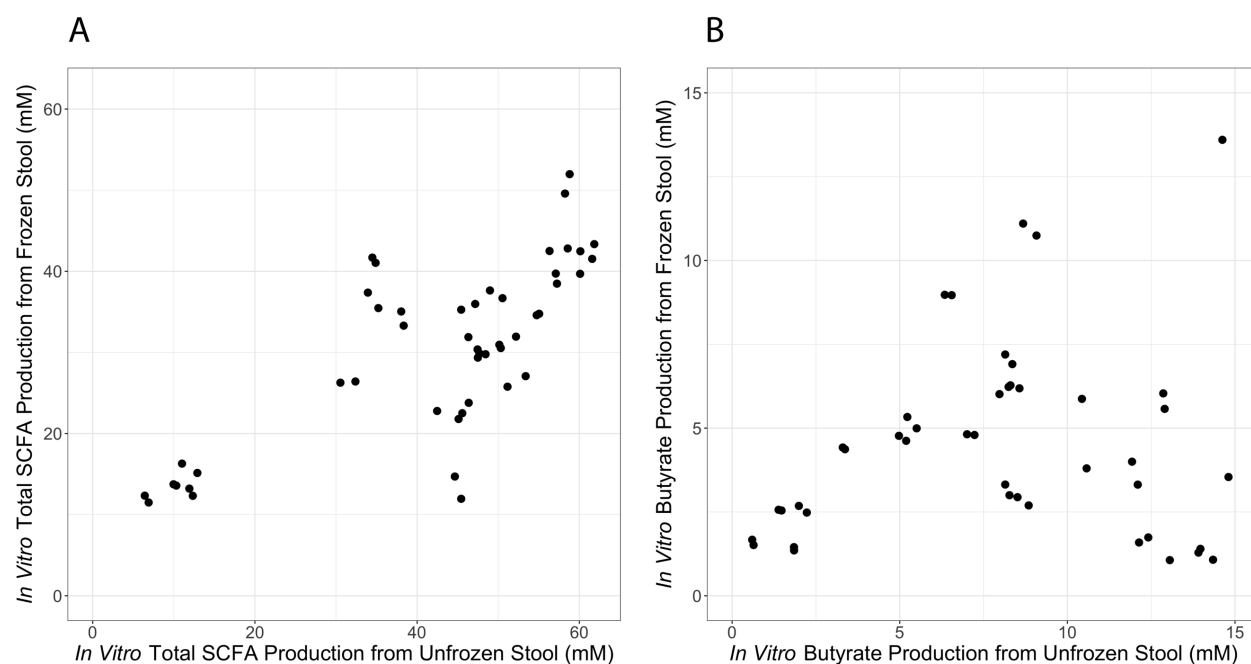 A
B
In Vitro Total SCFA Production from Frozen Stool (mM)
60
40
20
0
0 20 40 60
In Vitro Total SCFA Production from Unfrozen Stool (mM)
In Vitro Butyrate Production from Frozen Stool (mM)
15
10
5
0
0 5 10 15
In Vitro Butyrate Production from Unfrozen Stool (mM)